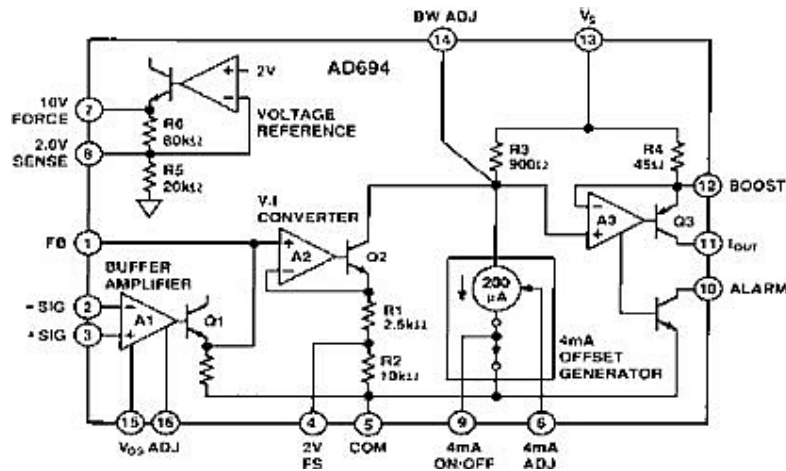 BW ADJ
VS
14
13
AD694
2V
10V
FORCE
7
R6
60kΩ
VOLTAGE
REFERENCE
2.0V
SENSE
8
R5
20kΩ
R3
900Ω
R4
45Ω
12
BOOST
V-I
CONVERTER
A3
Q3
FB
1
11
IOUT
A2
Q2
BUFFER
AMPLIFIER
200
µA
10
ALARM
-SIG
2
A1
Q1
+SIG
3
R1
2.5kΩ
4mA
OFFSET
GENERATOR
R2
10kΩ
15
16
4
5
9
6
VOS ADJ
2V
FS
COM
4mA
ON:OFF
4mA
ADJ